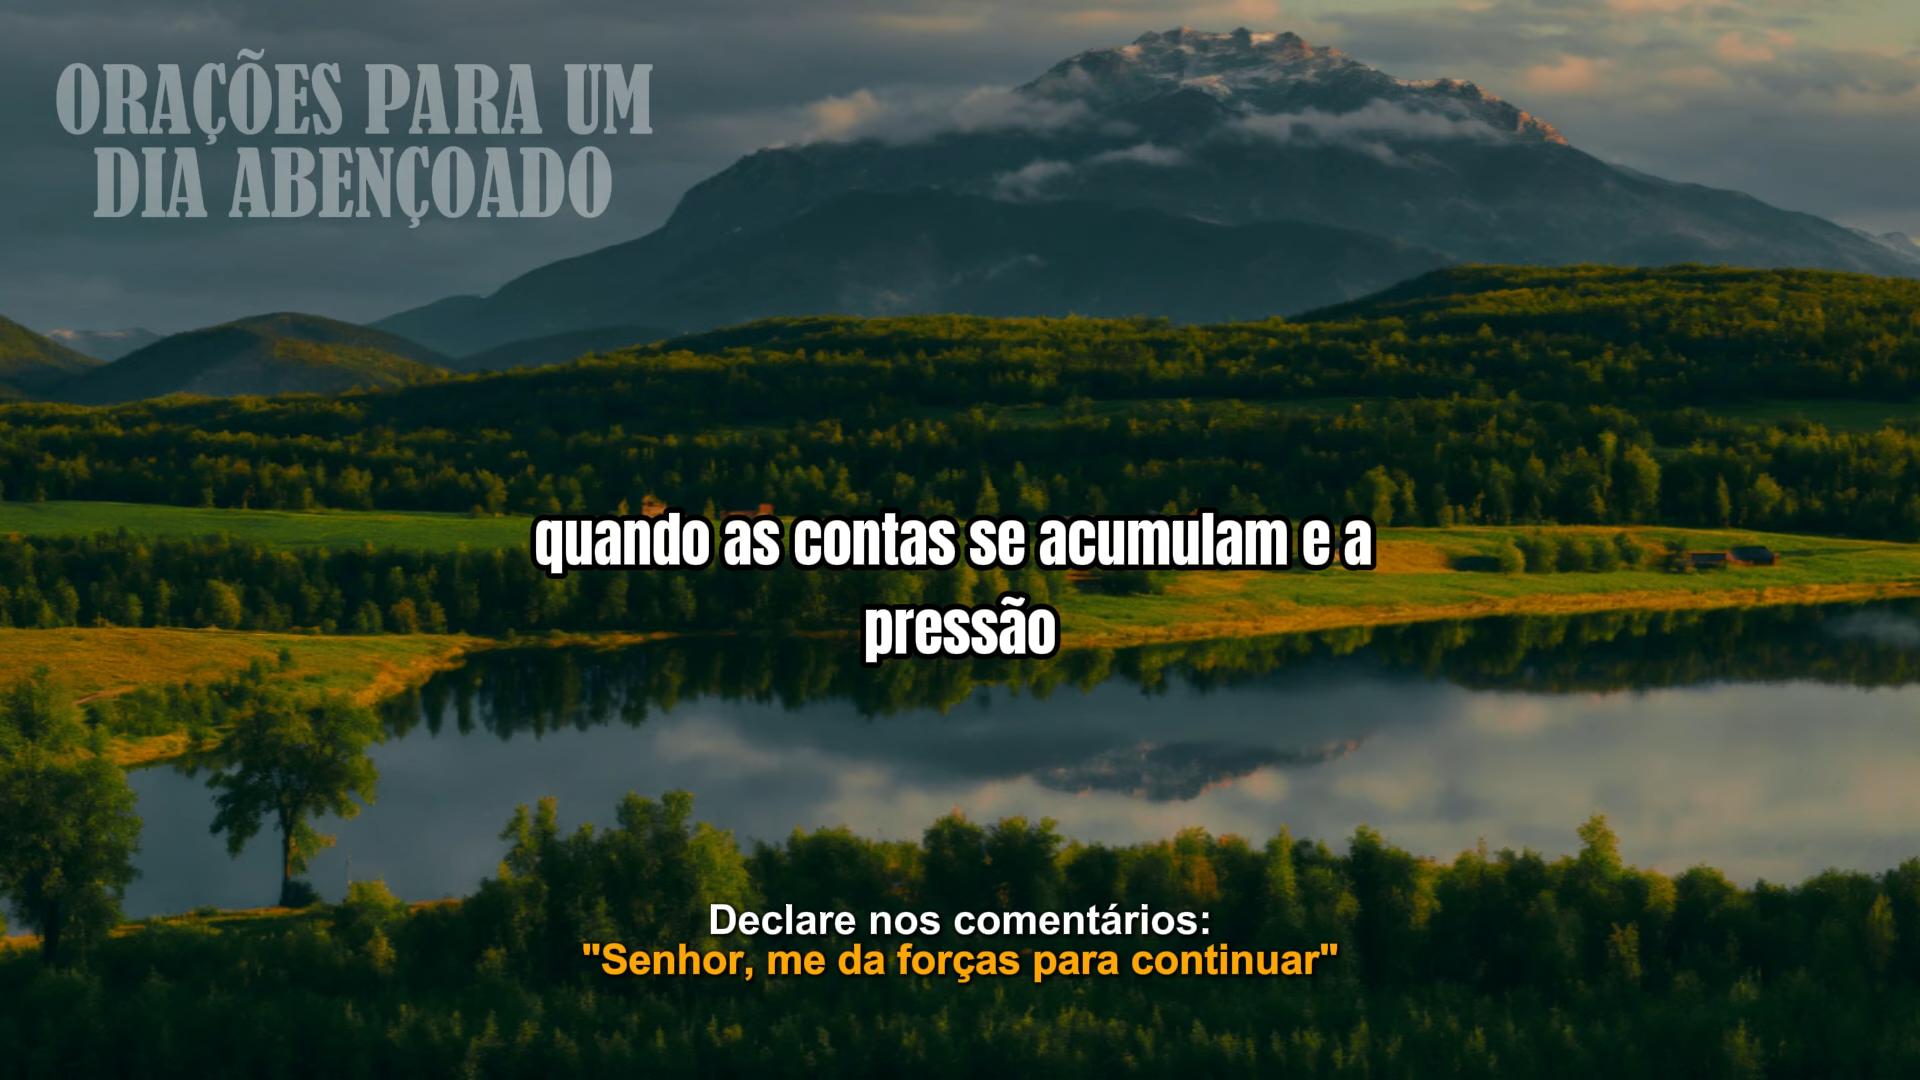 ORAÇÕES PARA UM
DIA ABENÇOADO
quando as contas se acumulam e a
pressão
Declare nos comentários:
"Senhor, me da forças para continuar"